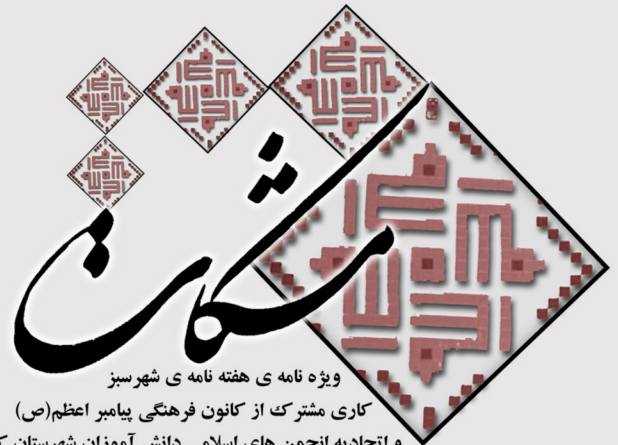 مشکات
ویژه نامه ی هفته نامه ی شهرسبز
کاری مشترک از کانون فرهنگی پیامبر اعظم(ص)
و اتحادیه انجمن های اسلامی دانش آموزان شهرستان